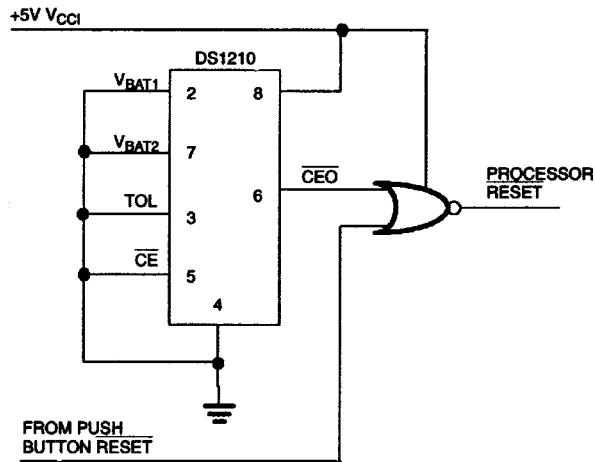 +5V VCCI
DS1210
VBAT1
2
8
VBAT2
7
CEO
6
PROCESSOR
RESET
TOL
3
CE
5
4
FROM PUSH
BUTTON RESET